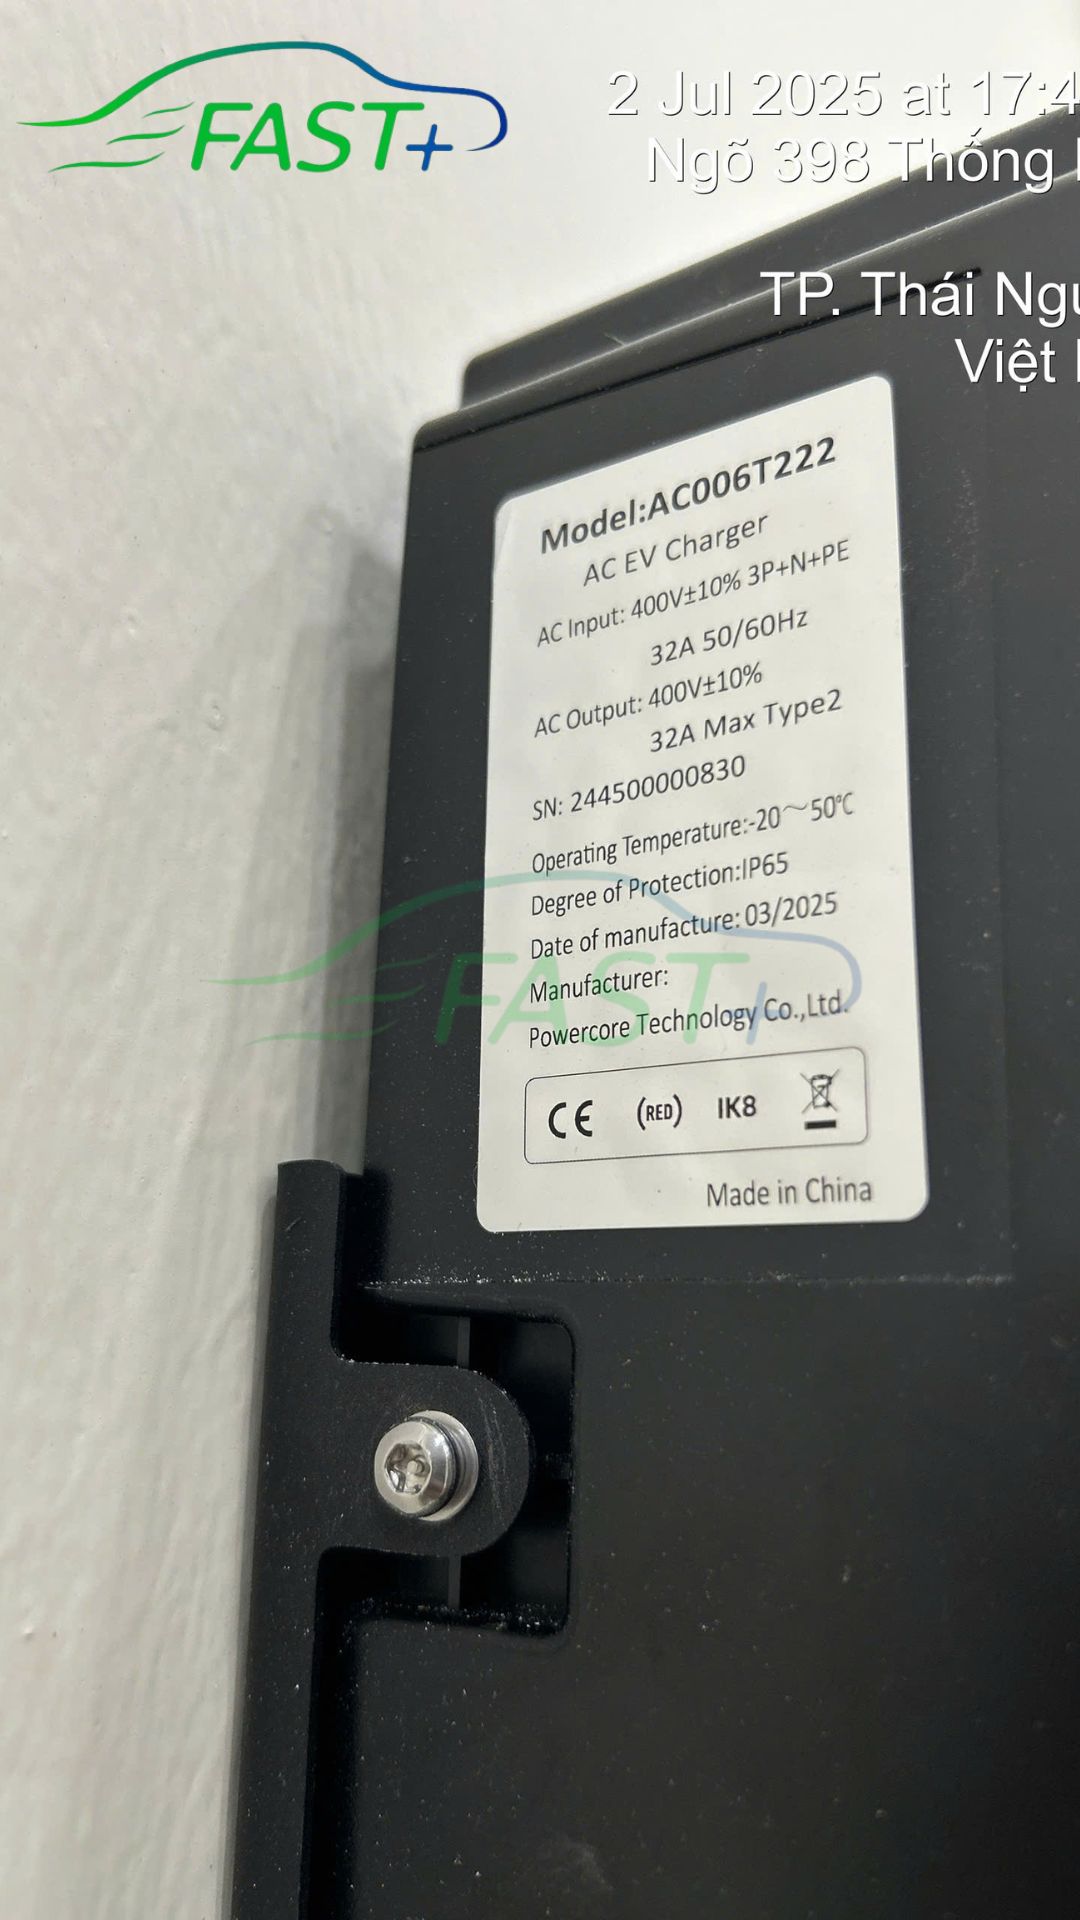 FAST+
2 Jul 2025 at 17:4
Ngõ 398 Thống
TP. Thái Ngu
Việt
Model:AC006T222
AC EV Charger
AC Input: 400V±10% 3P+N+PE
32A 50/60Hz
AC Output: 400V±10%
32A Max Type2
SN: 244500000830
Operating Temperature:-20～50℃
Degree of Protection:IP65
Date of manufacture: 03/2025
Manufacturer:
Powercore Technology Co.,Ltd.
FAST+
CE (RED) IK8
Made in China